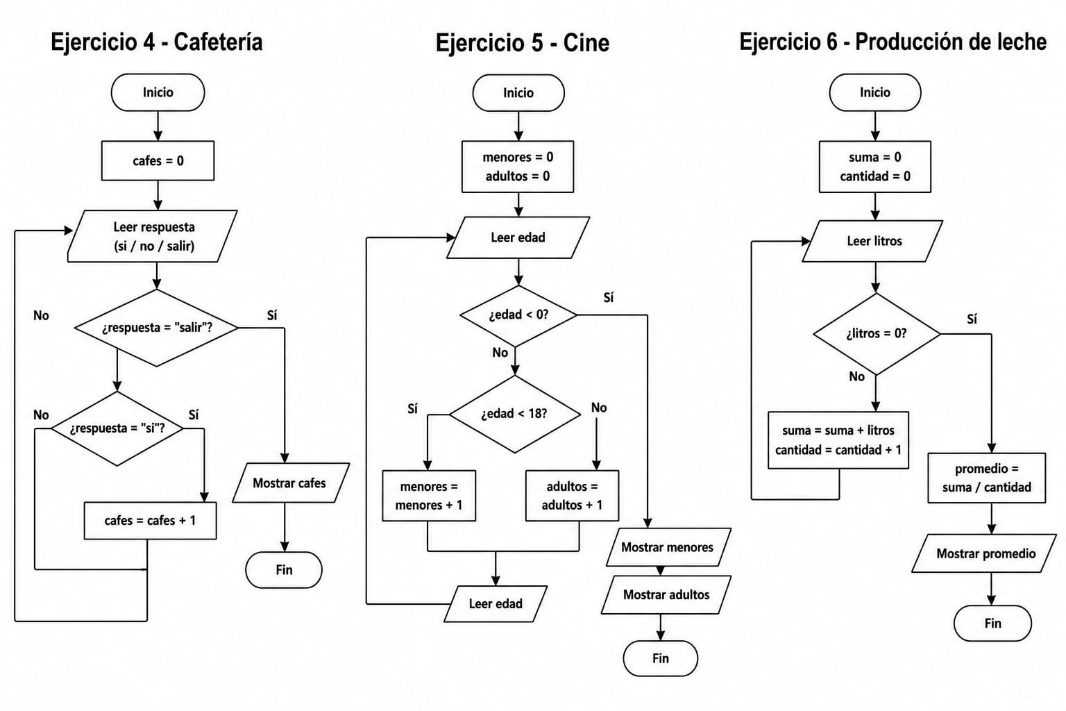 Ejercicio 4 - Cafetería
Inicio
cafes = 0
Leer respuesta
(si / no / salir)
No
¿respuesta = "salir"?
Sí
No
¿respuesta = "si"?
Sí
cafes = cafes + 1
Mostrar cafes
Fin
Ejercicio 5 - Cine
Inicio
menores = 0
adultos = 0
Leer edad
¿edad < 0?
Sí
No
Sí
¿edad < 18?
No
menores =
menores + 1
adultos =
adultos + 1
Leer edad
Mostrar menores
Mostrar adultos
Fin
Ejercicio 6 - Producción de leche
Inicio
suma = 0
cantidad = 0
Leer litros
¿litros = 0?
Sí
No
suma = suma + litros
cantidad = cantidad + 1
promedio =
suma / cantidad
Mostrar promedio
Fin